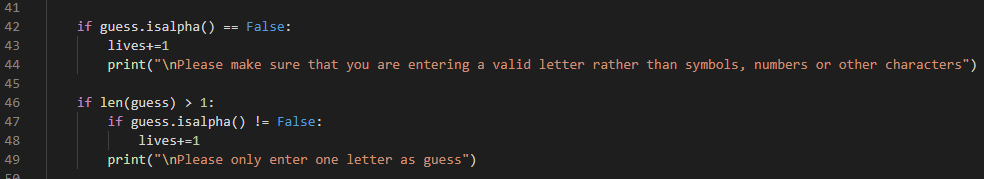 41
42 if guess.isalpha() == False:
43 lives+=1
44 print("\nPlease make sure that you are entering a valid letter rather than symbols, numbers or other characters")
45
46 if len(guess) > 1:
47 if guess.isalpha() != False:
48 lives+=1
49 print("\nPlease only enter one letter as guess")
50